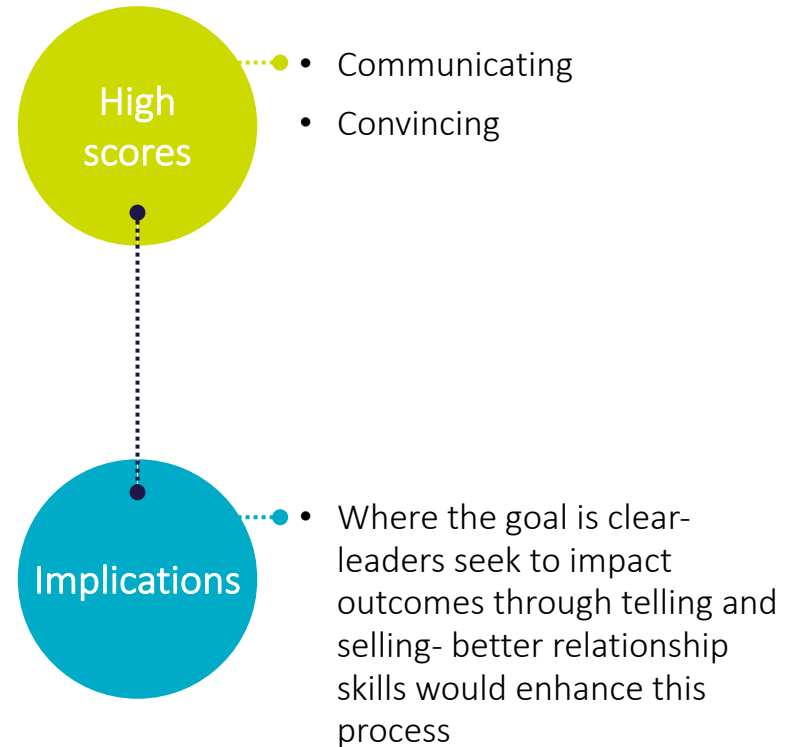 High
scores
• Communicating
• Convincing
Implications
• Where the goal is clear-
leaders seek to impact
outcomes through telling and
selling- better relationship
skills would enhance this
process